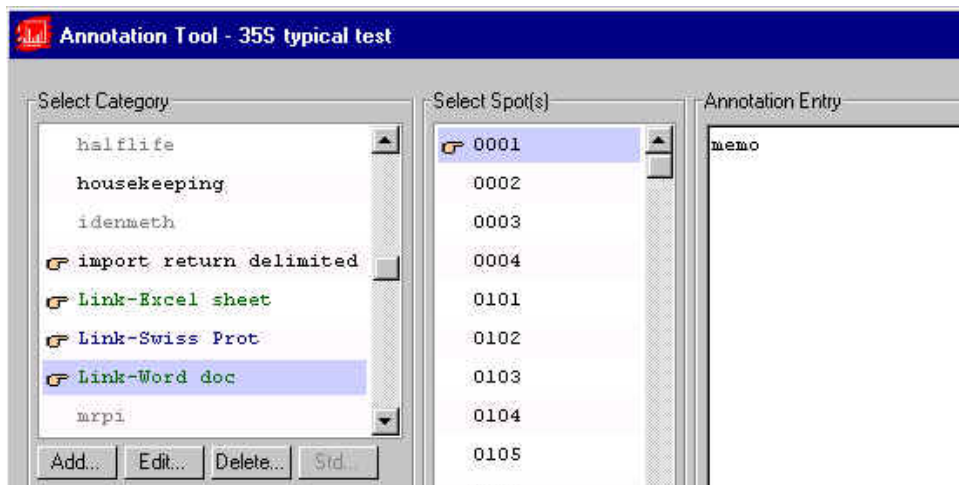 Annotation Tool - 35S typical test
Select Category
halflife
housekeeping
idenmeth
import return delimited
Link-Excel sheet
Link-Swiss Prot
Link-Word doc
mrpi
Add... Edit... Delete... Std...
Select Spot(s)
0001
0002
0003
0004
0101
0102
0103
0104
0105
Annotation Entry
memo